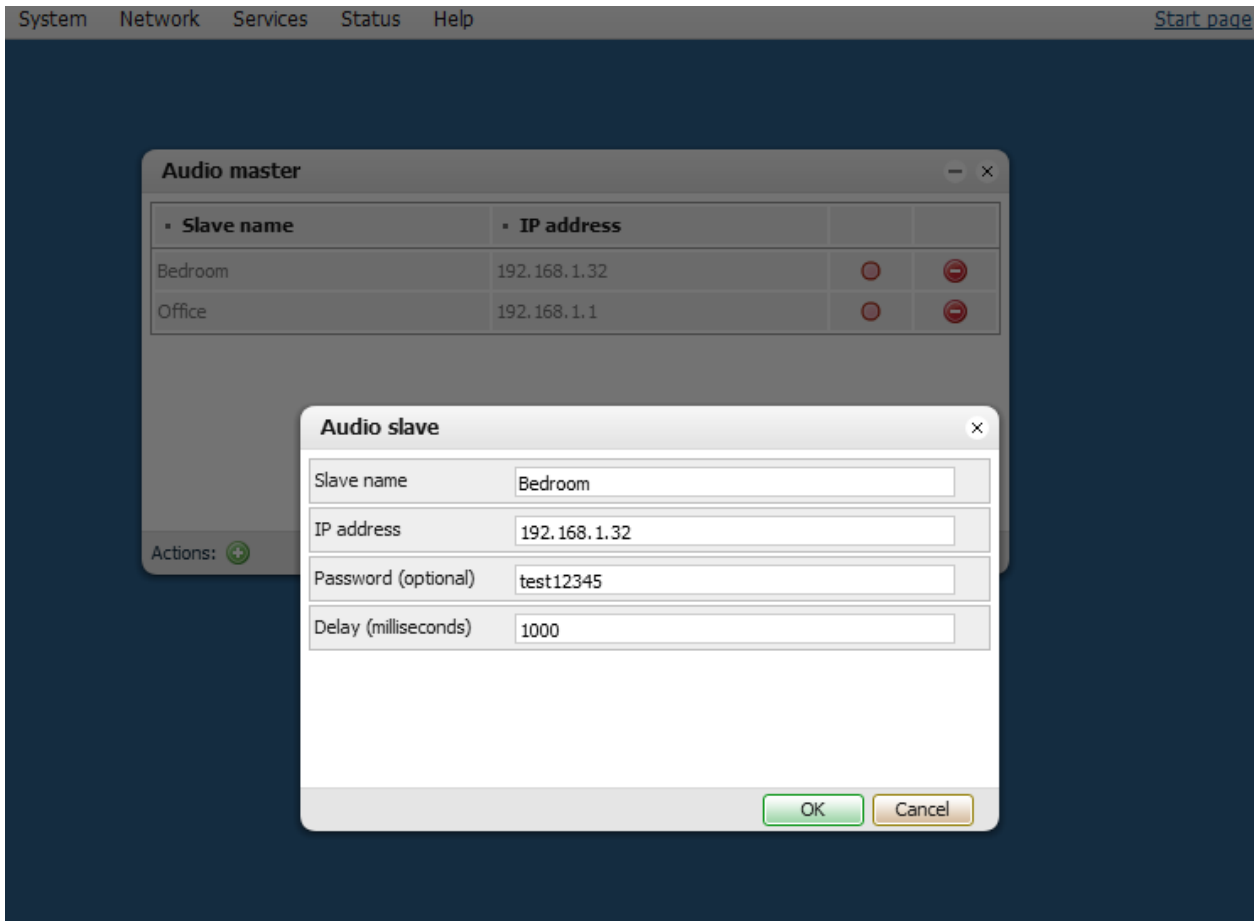 System Network Services Status Help Start page
Audio master
Slave name IP address
Bedroom 192.168.1.32
Office 192.168.1.1
Audio slave
Slave name Bedroom
IP address 192.168.1.32
Password (optional) test12345
Delay (milliseconds) 1000
Actions:
OK Cancel